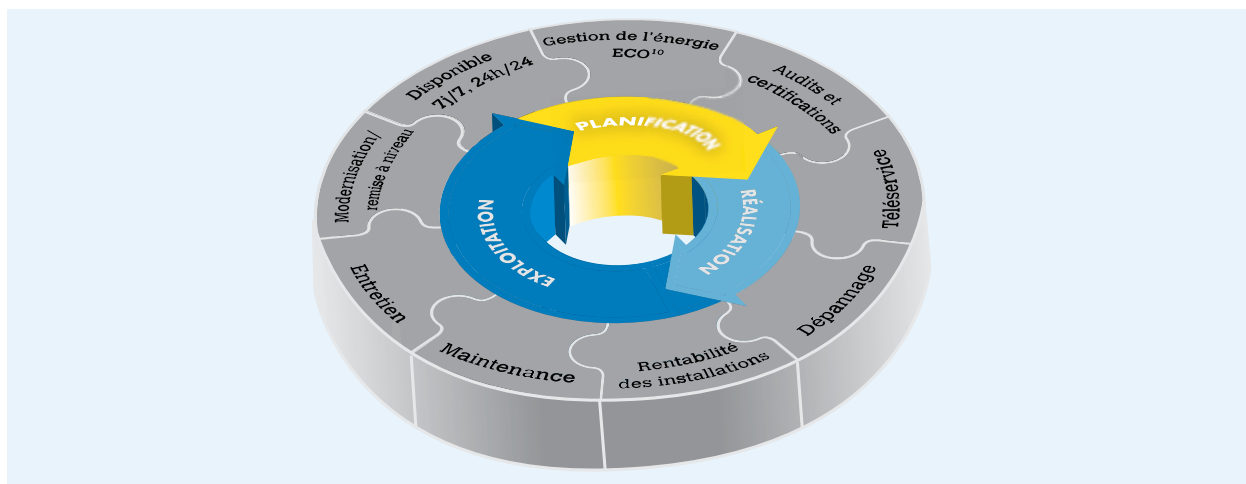 Gestion de l'énergie
ECO¹⁰
Audits et
certifications
Téléservice
Dépannage
Rentabilité
des installations
Maintenance
Entretien
Modernisation/
remise à niveau
Disponible
7j/7, 24h/24
PLANIFICATION
RÉALISATION
EXPLOITATION